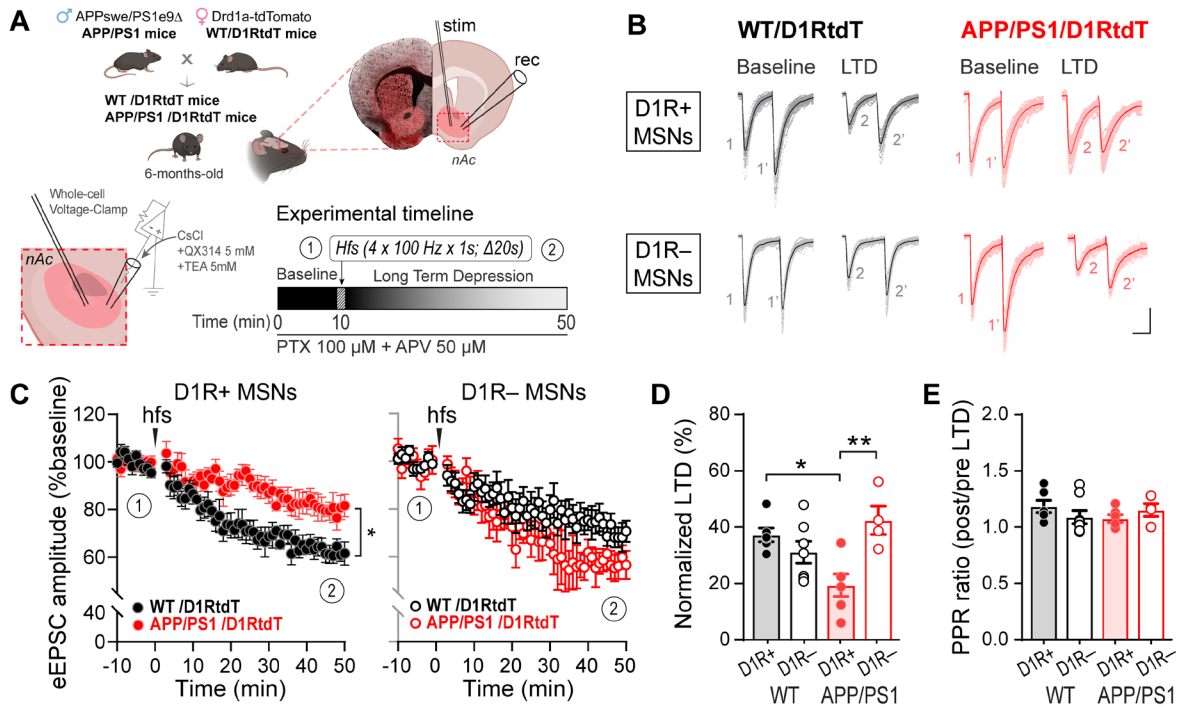 A
♂ APPswe/PS1e9Δ
APP/PS1 mice
♀ Drd1a-tdTomato
WT/D1RtdT mice
X
WT /D1RtdT mice
APP/PS1 /D1RtdT mice
6-months-old
stim
rec
nAc
Whole-cell
Voltage-Clamp
CsCl
+QX314 5 mM
+TEA 5mM
nAc
Experimental timeline
1 Hfs (4 x 100 Hz x 1s; Δ20s) 2
Baseline Long Term Depression
Time (min) 0 10 50
PTX 100 µM + APV 50 µM
B
WT/D1RtdT APP/PS1/D1RtdT
Baseline LTD Baseline LTD
D1R+
MSNs
1 1' 2 2' 1 1' 2 2'
D1R–
MSNs
1 1' 2 2' 1 1' 2 2'
C
D1R+ MSNs D1R– MSNs
eEPSC amplitude (%baseline)
120
100
80
60
40
0
hfs
1
2
*
WT /D1RtdT
APP/PS1 /D1RtdT
-10 0 10 20 30 40 50
Time (min)
hfs
1
2
WT /D1RtdT
APP/PS1 /D1RtdT
-10 0 10 20 30 40 50
Time (min)
D
Normalized LTD (%)
80
60
40
20
0
*
**
D1R+ D1R– D1R+ D1R–
WT APP/PS1
E
PPR ratio (post/pre LTD)
2.0
1.5
1.0
0.5
0.0
D1R+ D1R– D1R+ D1R–
WT APP/PS1